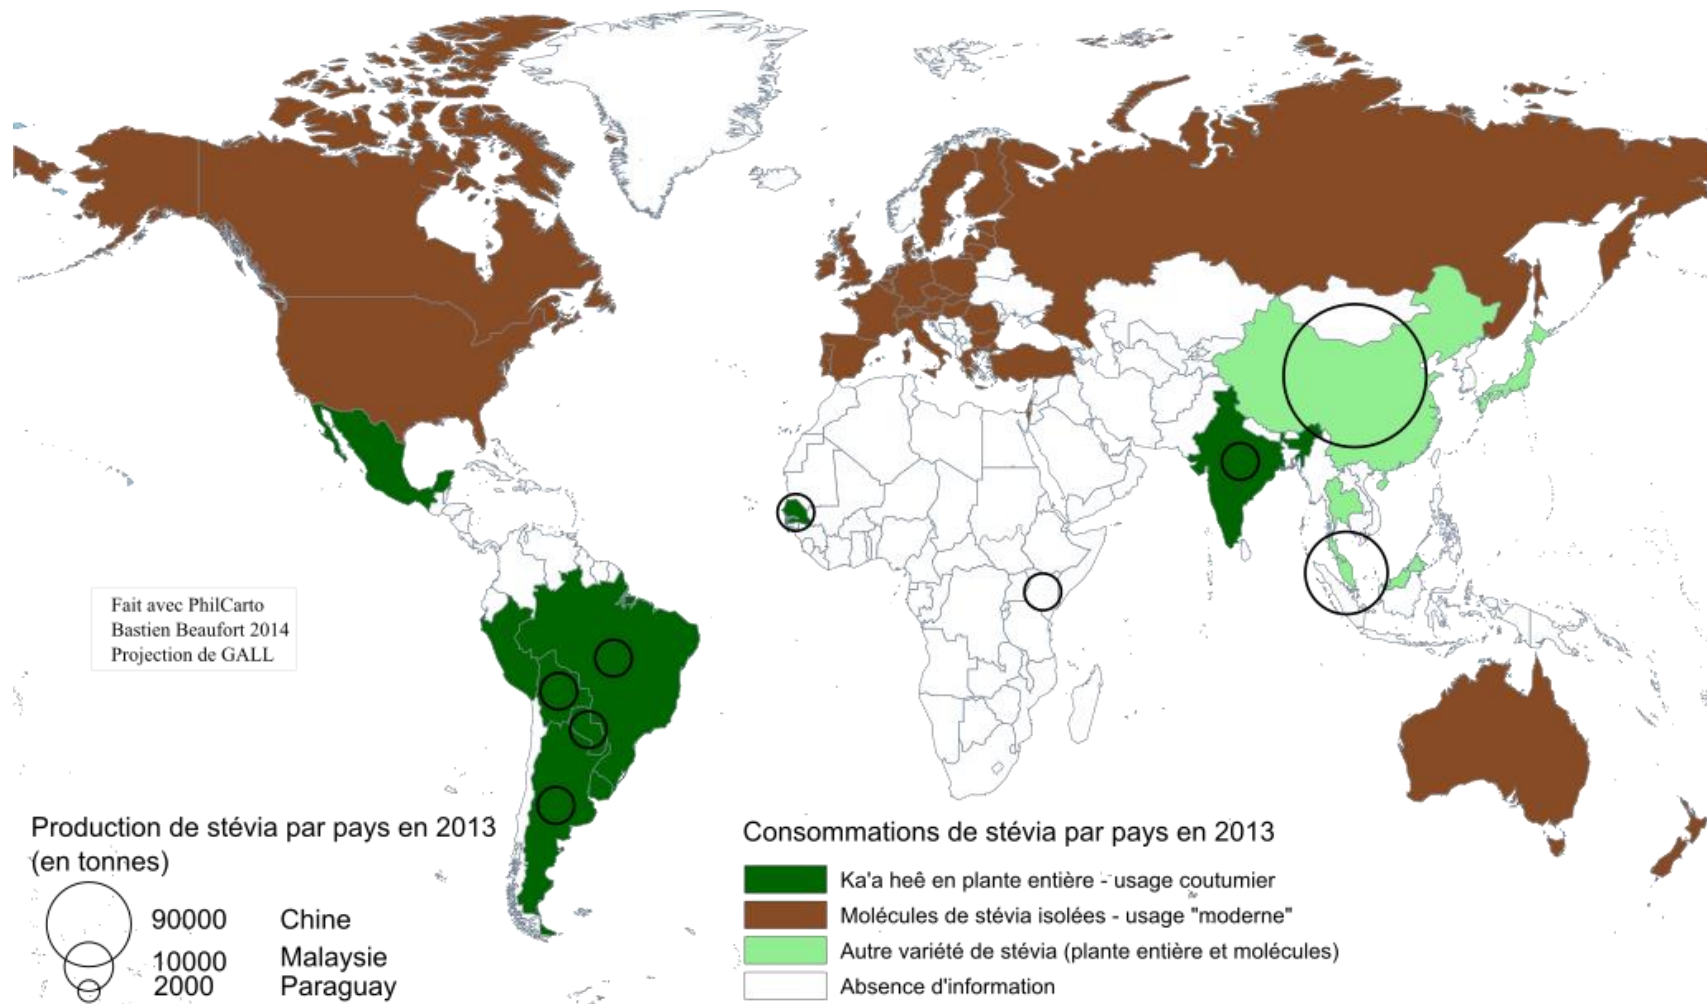 Fait avec PhilCarto
Bastien Beaufort 2014
Projection de GALL
Production de stévia par pays en 2013
(en tonnes)
90000 Chine
10000 Malaysie
2000 Paraguay
Consommations de stévia par pays en 2013
Ka'a heê en plante entière - usage coutumier
Molécules de stévia isolées - usage "moderne"
Autre variété de stévia (plante entière et molécules)
Absence d'information